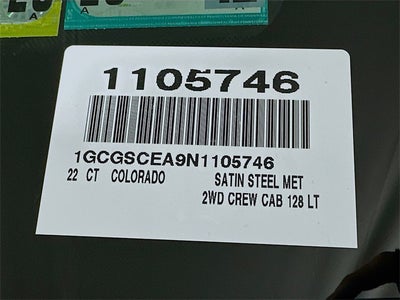 1105746
1GCGSCEA9N1105746
22 CT COLORADO SATIN STEEL MET
2WD CREW CAB 128 LT